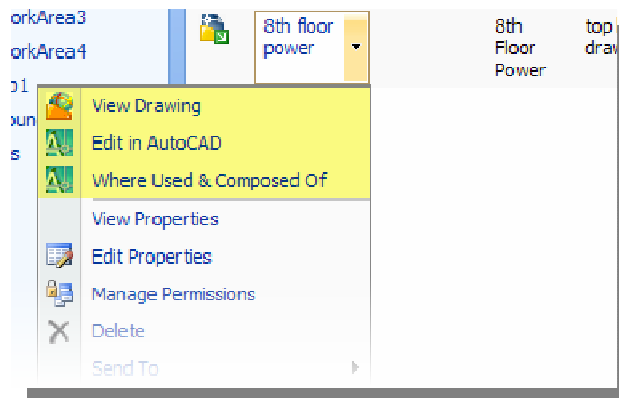 orkArea3
orkArea4
8th floor
power
8th
Floor
Power
top
View Drawing
Edit in AutoCAD
Where Used & Composed Of
View Properties
Edit Properties
Manage Permissions
Delete
Send To